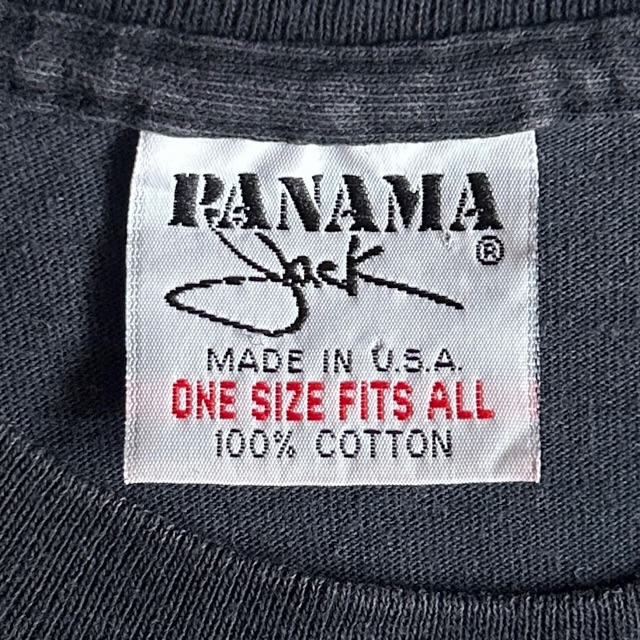 PANAMA
Jack ®
MADE IN U.S.A.
ONE SIZE FITS ALL
100% COTTON